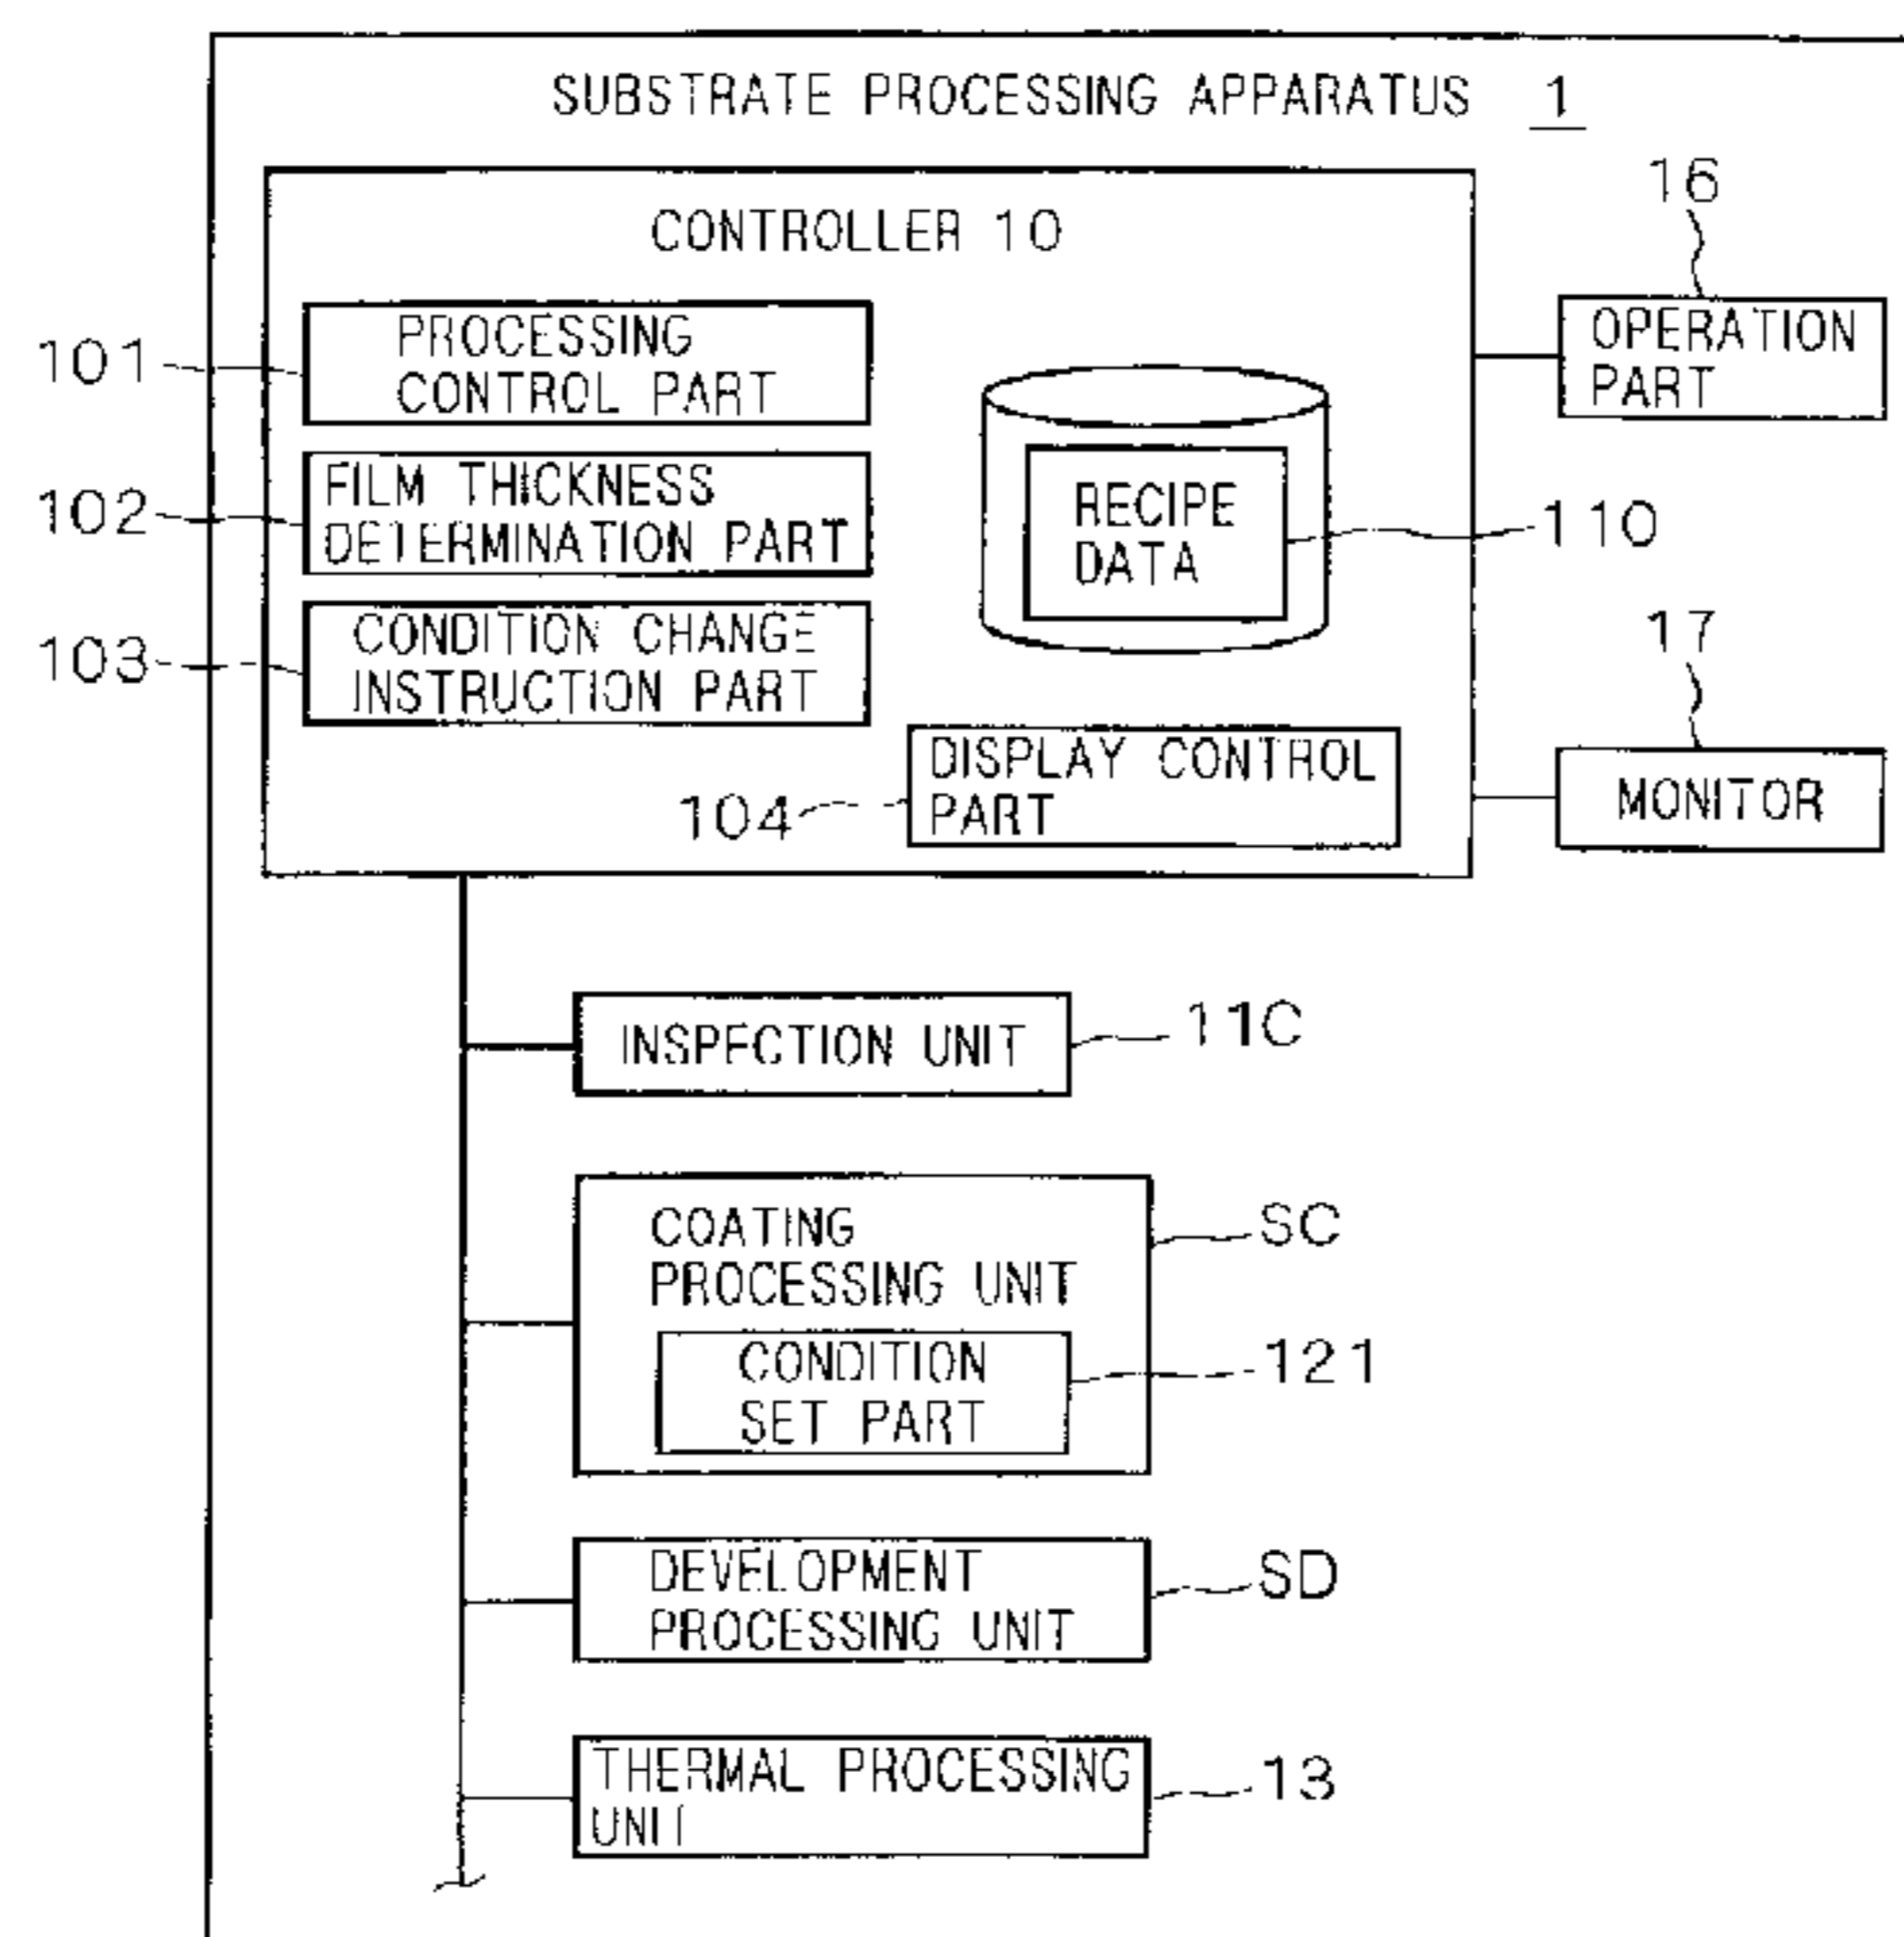 SUBSTRATE PROCESSING APPARATUS 1
CONTROLLER 10
16
OPERATION
PART
101
PROCESSING
CONTROL PART
102
FILM THICKNESS
DETERMINATION PART
RECIPE
DATA
110
103
CONDITION CHANGE
INSTRUCTION PART
17
MONITOR
104
DISPLAY CONTROL
PART
INSPECTION UNIT
11C
COATING
PROCESSING UNIT
SC
CONDITION
SET PART
121
DEVELOPMENT
PROCESSING UNIT
SD
THERMAL PROCESSING
UNIT
13